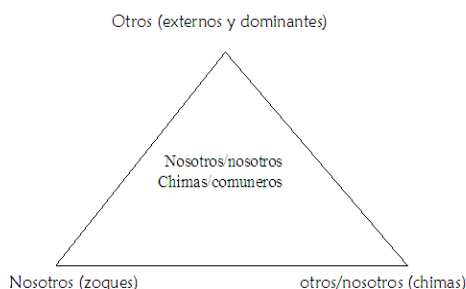 Otros (externos y dominantes)
Nosotros/nosotros
Chimas/comuneros
Nosotros (zoques)
otros/nosotros (chimas)